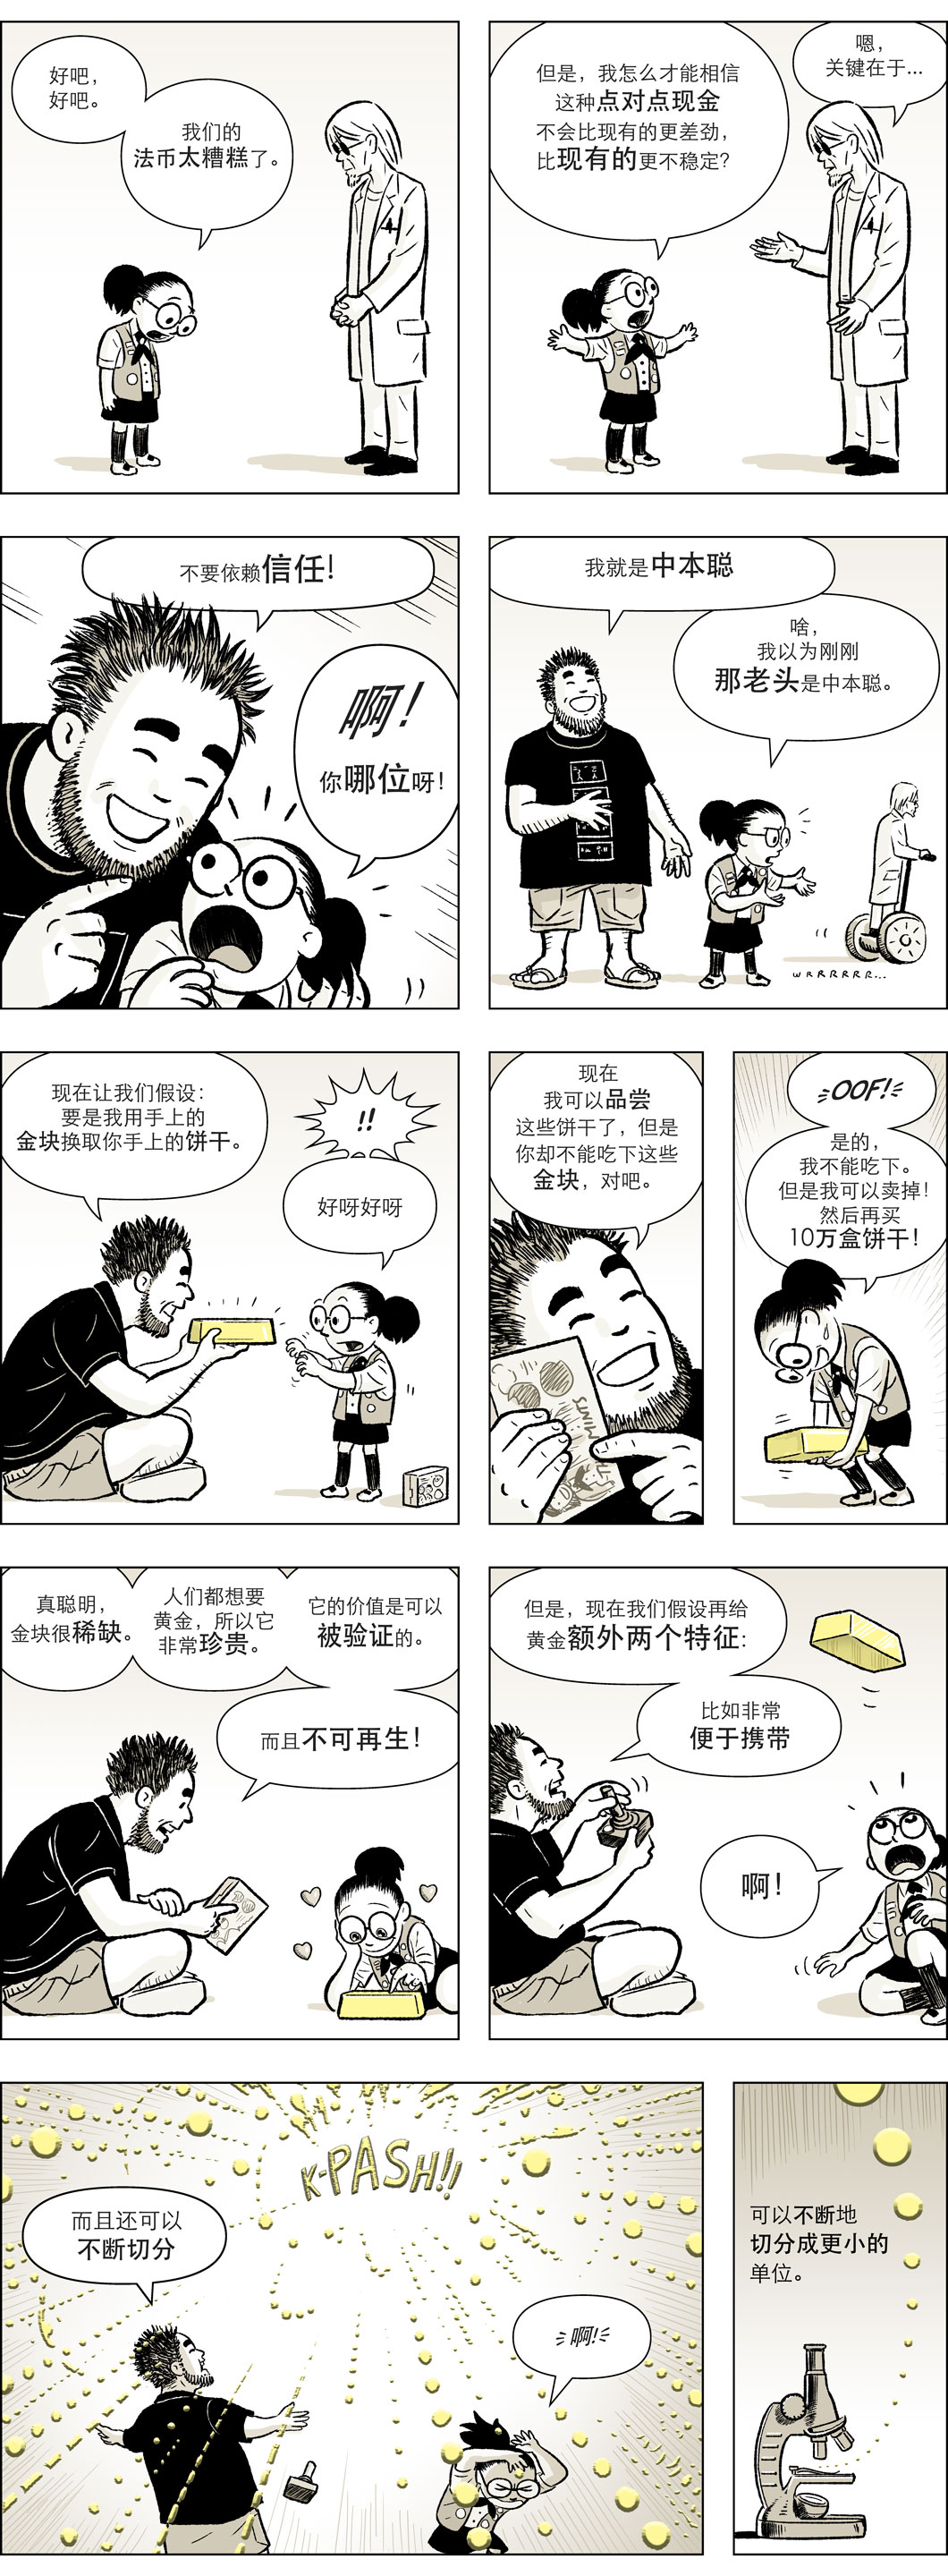 好吧，
好吧。
我们的
法币太糟糕了。
但是，我怎么才能相信
这种点对点现金
不会比现有的更差劲，
比现有的更不稳定？
嗯，
关键在于...
不要依赖信任！
啊！
你哪位呀！
我就是中本聪
啥，
我以为刚刚
那老头是中本聪。
WRRRRRR...
现在让我们假设：
要是我用手上的
金块换取你手上的饼干。
!!
好呀好呀
现在
我可以品尝
这些饼干了，但是
你却不能吃下这些
金块，对吧。
OOF!
是的，
我不能吃下。
但是我可以卖掉！
然后再买
10万盒饼干！
真聪明，
金块很稀缺。
人们都想要
黄金，所以它
非常珍贵。
它的价值是可以
被验证的。
而且不可再生！
但是，现在我们假设再给
黄金额外两个特征：
比如非常
便于携带
啊！
K-PASH!!
而且还可以
不断切分
啊!
可以不断地
切分成更小的
单位。